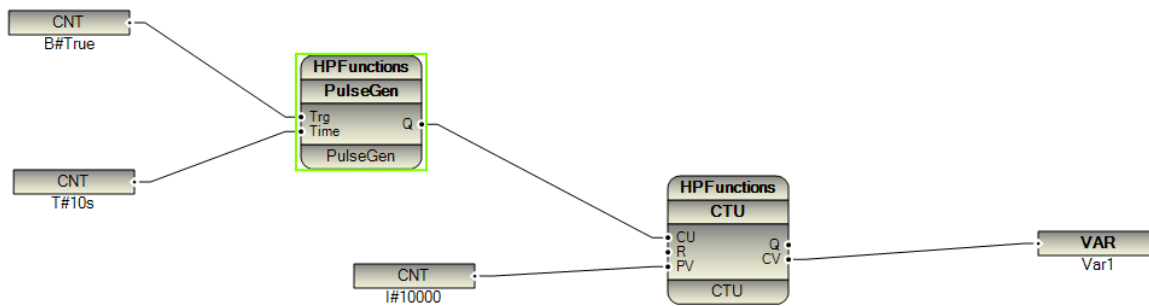 CNT
B#True
HPFunctions
PulseGen
Trg
Time
Q
PulseGen
CNT
T#10s
HPFunctions
CTU
CU
R
PV
Q
CV
CTU
VAR
Var1
CNT
I#10000